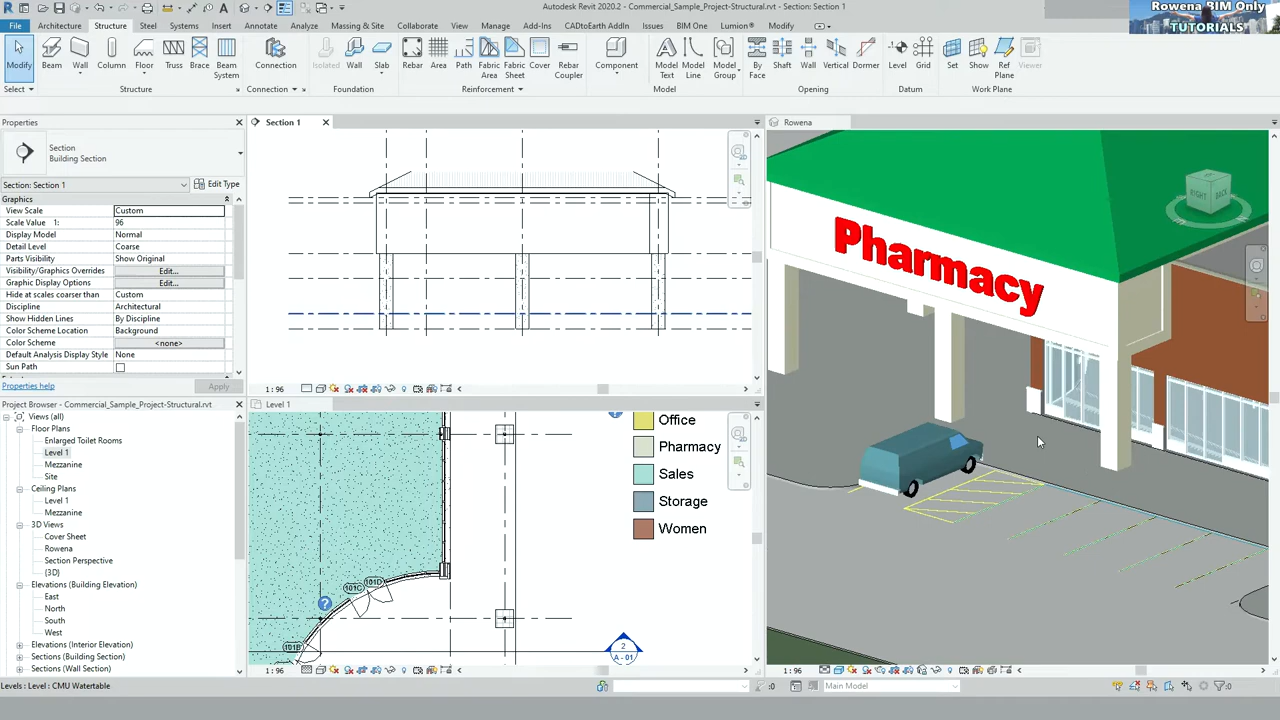 Autodesk Revit 2020.2 - Commercial_Sample_Project-Structural.rvt - Section: Section 1
Rowena BIM Only
TUTORIALS
File Architecture Structure Systems Insert Annotate Analyze Massing & Site Collaborate View Manage Add-Ins CADtoEarth AddIn Issues BIM One Lumion® Modify
Modify Beam Wall Column Floor Truss Brace Beam System Connection Isolated Wall Slab Rebar Area Path Fabric Area Fabric Sheet Cover Rebar Coupler Component Model Text Model Line Model Group By Face Shaft Wall Vertical Dormer Level Grid Set Show Ref Plane Viewer
Select Structure Connection Foundation Reinforcement Model Opening Datum Work Plane
Properties
Section
Building Section
Section: Section 1 Edit Type
Graphics
View Scale Custom
Scale Value 1: 96
Display Model Normal
Detail Level Coarse
Parts Visibility Show Original
Visibility/Graphics Overrides Edit...
Graphic Display Options Edit...
Hide at scales coarser than Custom
Discipline Architectural
Show Hidden Lines By Discipline
Color Scheme Location Background
Color Scheme <none>
Default Analysis Display Style None
Sun Path
Properties help Apply
Project Browser - Commercial_Sample_Project-Structural.rvt
Views (all)
Floor Plans
Enlarged Toilet Rooms
Level 1
Mezzanine
Site
Ceiling Plans
Level 1
Mezzanine
3D Views
Cover Sheet
Rowena
Section Perspective
{3D}
Elevations (Building Elevation)
East
North
South
West
Elevations (Interior Elevation)
Sections (Building Section)
Sections (Wall Section)
Levels : Level : CMU Watertable
Section 1
1 : 96
Level 1
Office
Pharmacy
Sales
Storage
Women
101C
101D
101B
?
2
A - 01
1 : 96
Rowena
RIGHT
BACK
Pharmacy
1 : 96
:0 Main Model :0